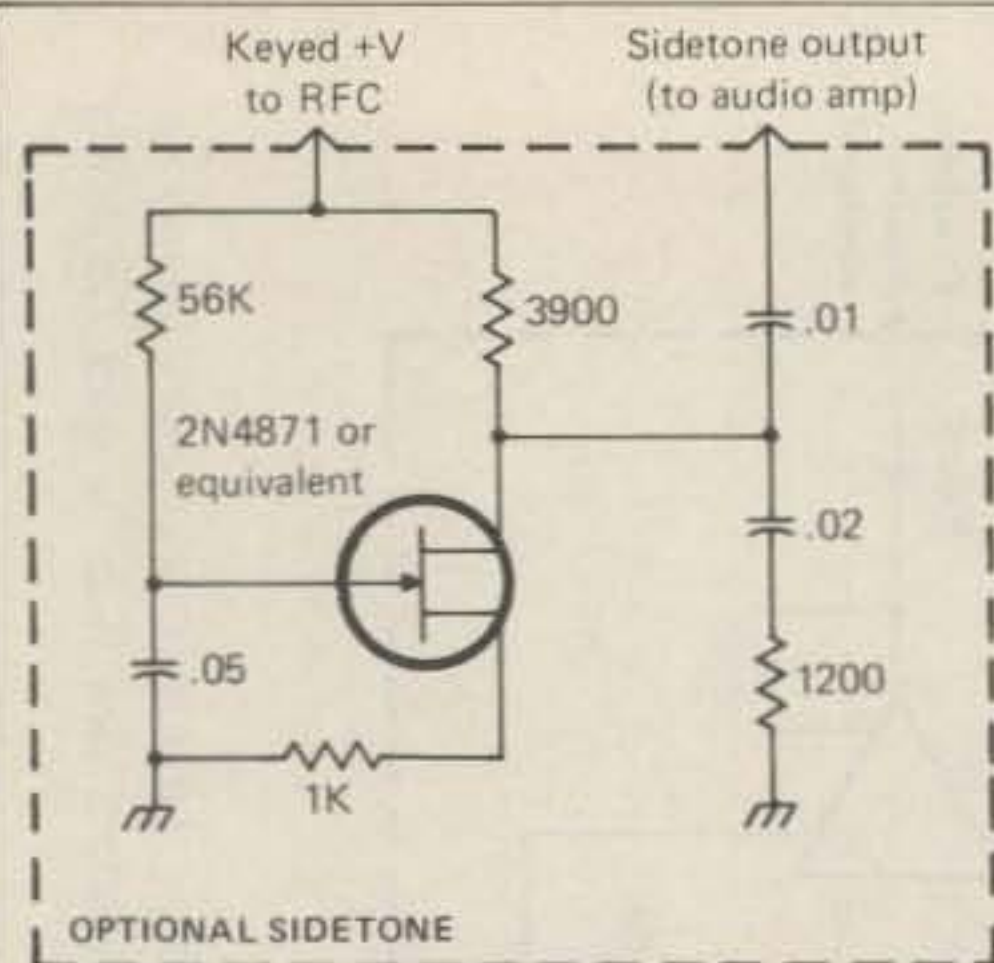 Keyed +V
to RFC
Sidetone output
(to audio amp)
56K
3900
.01
2N4871 or
equivalent
.02
.05
1200
1K
OPTIONAL SIDETONE